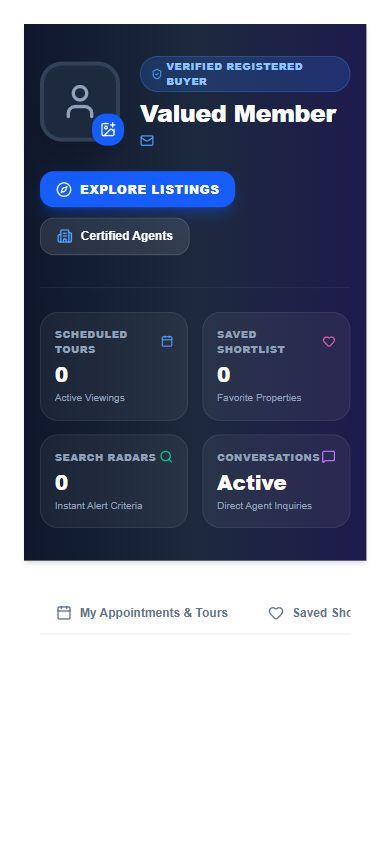 VERIFIED REGISTERED
BUYER
Valued Member
EXPLORE LISTINGS
Certified Agents
SCHEDULED
TOURS
0
Active Viewings
SAVED
SHORTLIST
0
Favorite Properties
SEARCH RADARS
0
Instant Alert Criteria
CONVERSATIONS
Active
Direct Agent Inquiries
My Appointments & Tours
Saved Sho